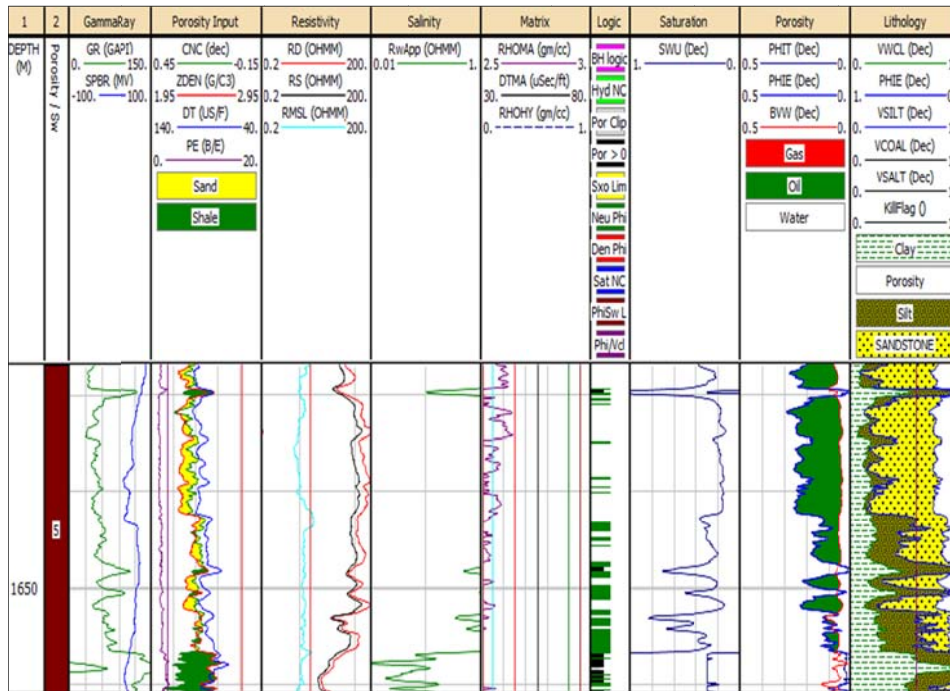 1
2
GammaRay
Porosity Input
Resistivity
Salinity
Matrix
Logic
Saturation
Porosity
Lithology
DEPTH
(M)
Porosity / Sw
GR (GAPI)
0. 150.
SPBR (MV)
-100. 100.
CNC (dec)
0.45 -0.15
ZDEN (G/C3)
1.95 2.95
DT (US/F)
140. 40.
PE (B/E)
0. 20.
Sand
Shale
RD (OHMM)
0.2 200.
RS (OHMM)
0.2 200.
RMSL (OHMM)
0.2 200.
RwApp (OHMM)
0.01 1.
RHOMA (gm/cc)
2.5 3.
DTMA (uSec/ft)
30. 80.
RHOHY (gm/cc)
0. 1.
BH logic
Hyd NC
Por Clip
Por > 0
Sxo Lim
Neu Phi
Den Phi
Sat NC
PhiSw L
Phi/Vcl
SWU (Dec)
1. 0.
PHIT (Dec)
0.5 0.
PHIE (Dec)
0.5 0.
BVW (Dec)
0.5 0.
Gas
Oil
Water
VWCL (Dec)
0.
PHIE (Dec)
1. 0
VSILT (Dec)
0.
VCOAL (Dec)
0.
VSALT (Dec)
0.
KillFlag ()
0.
Clay
Porosity
Silt
SANDSTONE
5
1650